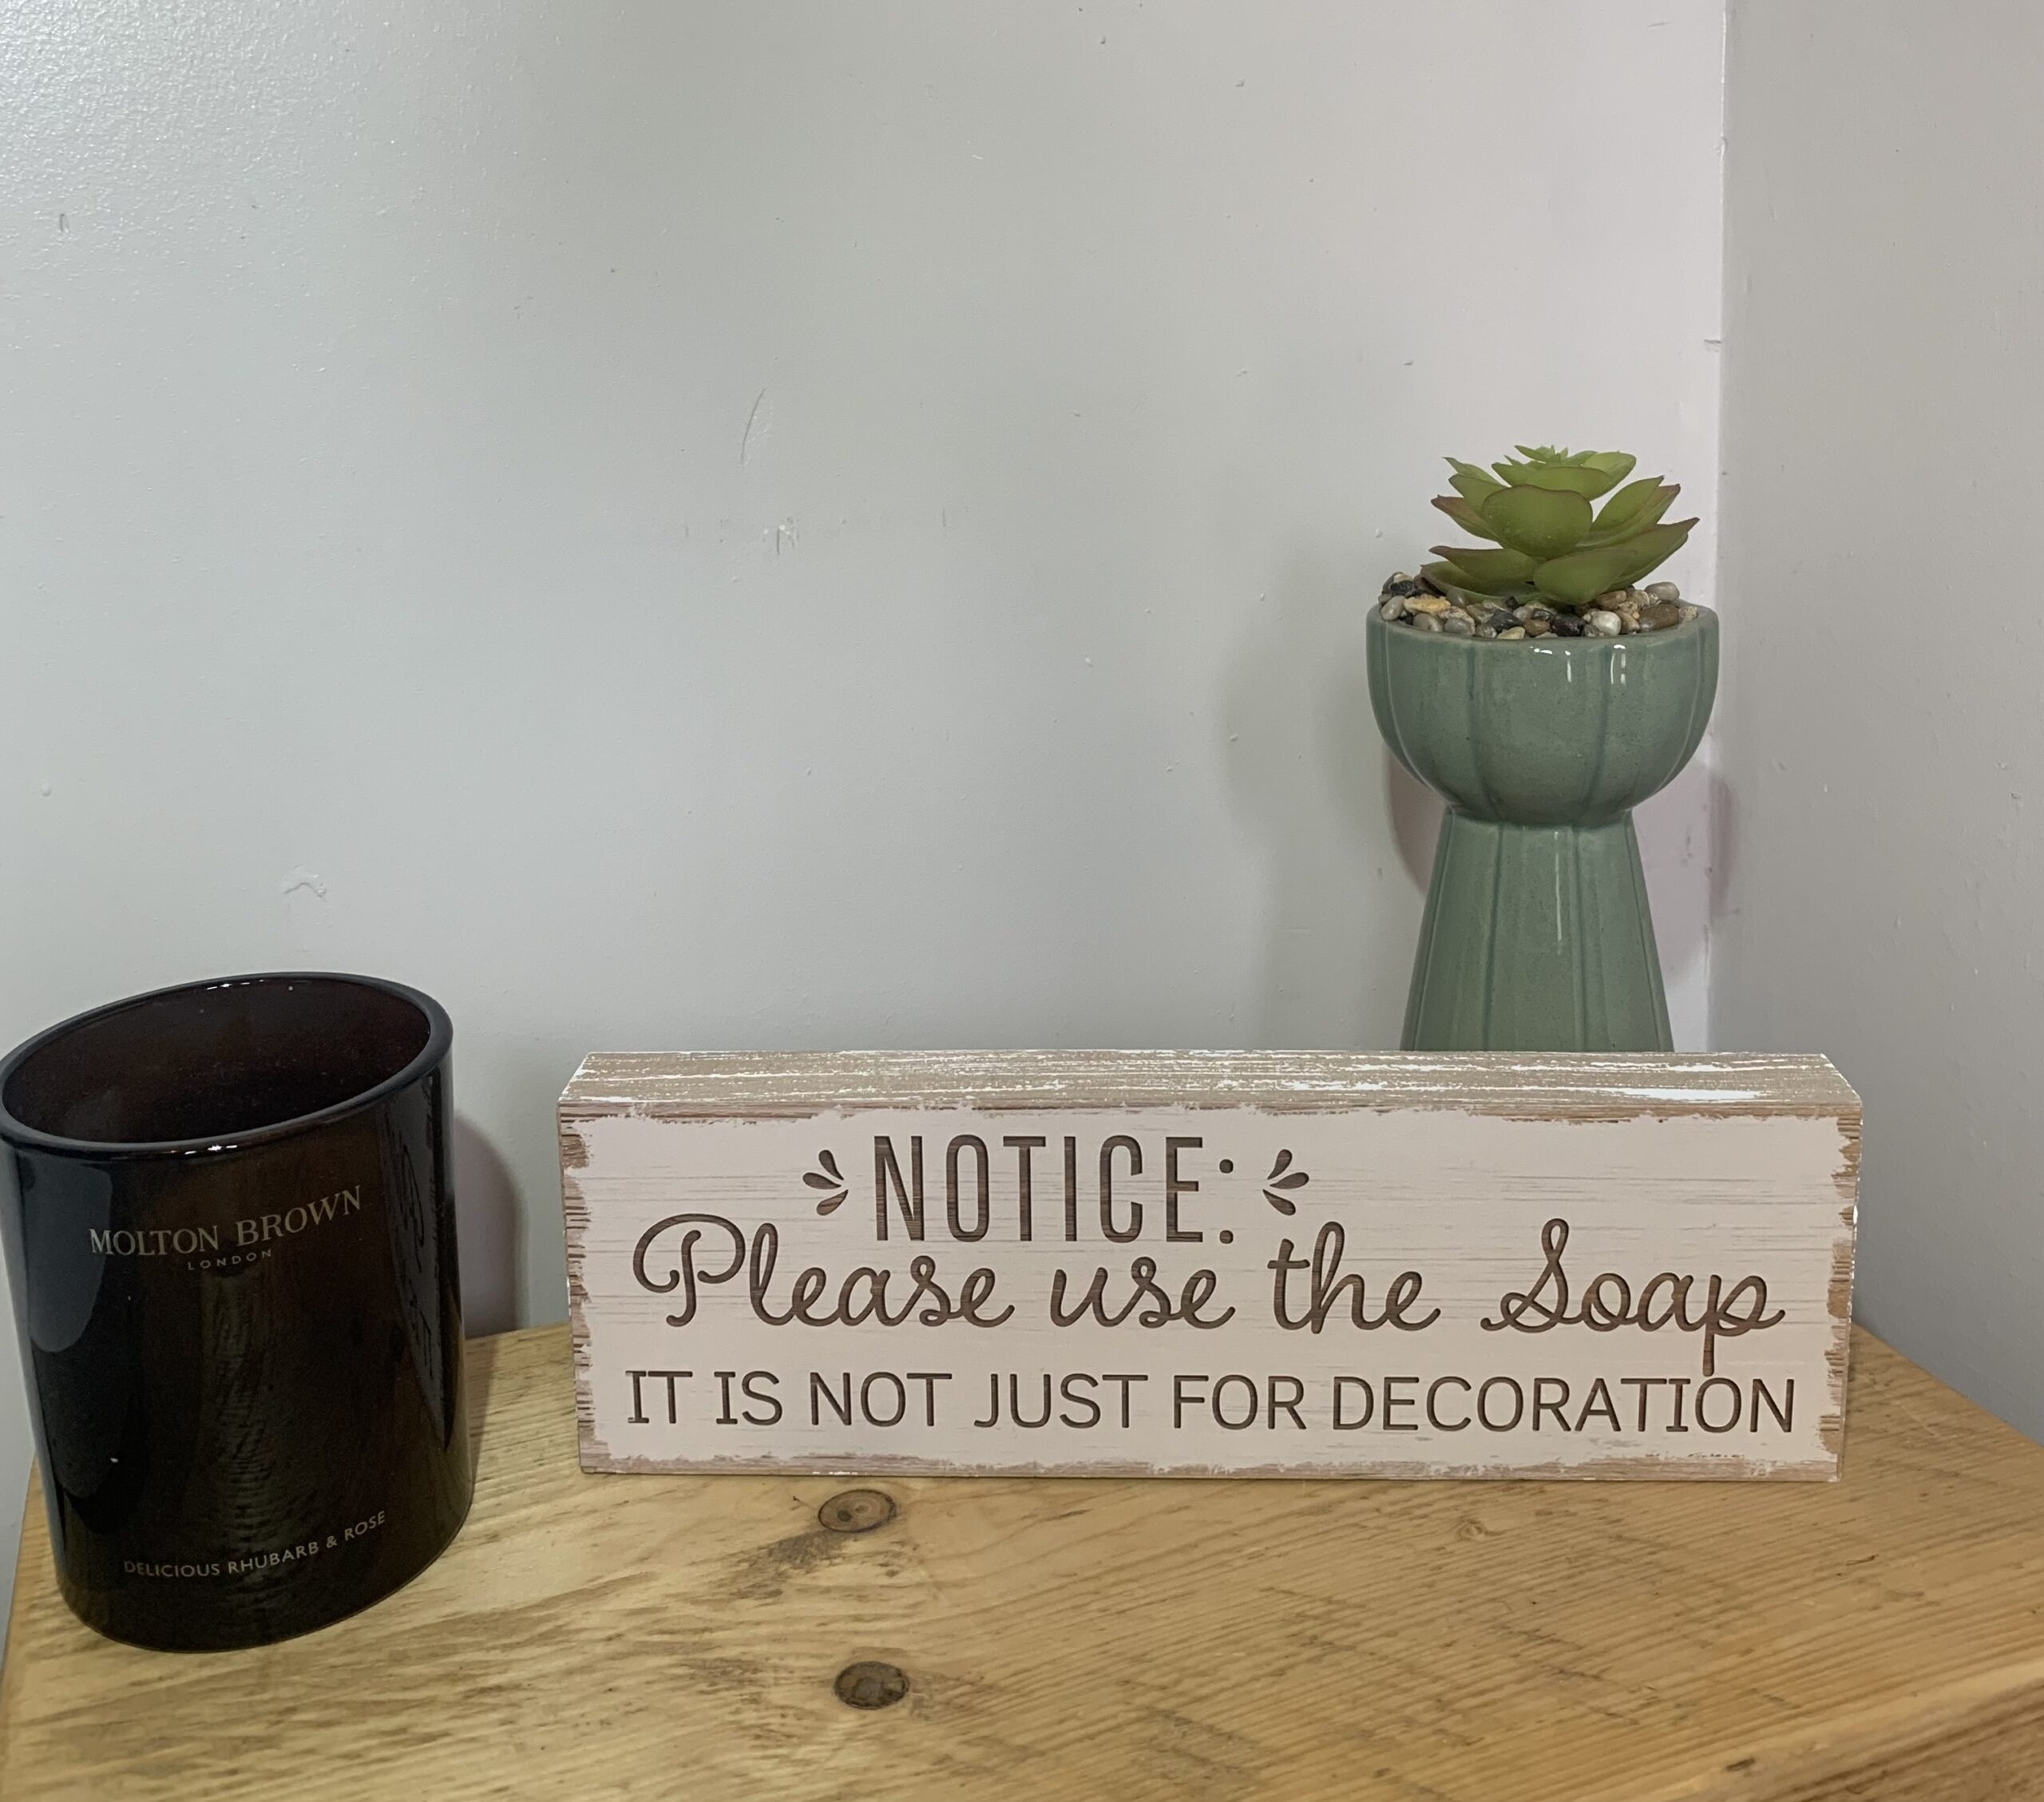 MOLTON BROWN
LONDON
DELICIOUS RHUBARB & ROSE
NOTICE:
Please use the Soap
IT IS NOT JUST FOR DECORATION